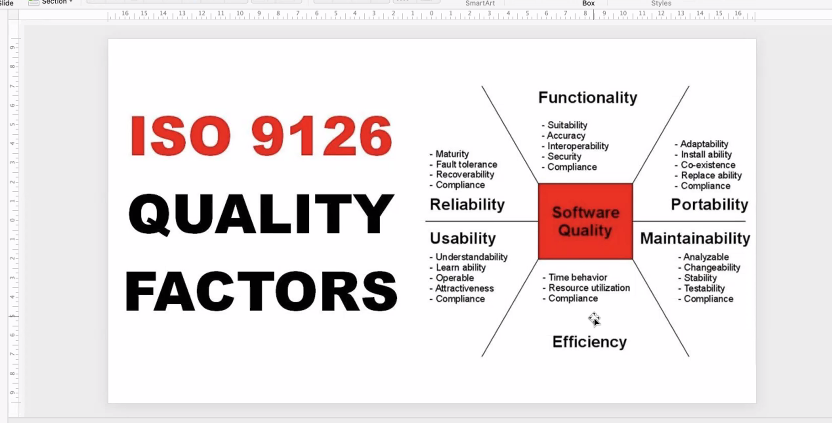 Slide
Section
SmartArt
Box
Styles
16 15 14 13 12 11 10 9 8 7 6 5 4 3 2 1 0 1 2 3 4 5 6 7 8 9 10 11 12 13 14 15 16
ISO 9126
QUALITY
FACTORS
Functionality
- Suitability
- Accuracy
- Interoperability
- Security
- Compliance
- Maturity
- Fault tolerance
- Recoverability
- Compliance
Reliability
- Adaptability
- Install ability
- Co-existence
- Replace ability
- Compliance
Portability
Software
Quality
Usability
- Understandability
- Learn ability
- Operable
- Attractiveness
- Compliance
Maintainability
- Analyzable
- Changeability
- Stability
- Testability
- Compliance
- Time behavior
- Resource utilization
- Compliance
Efficiency